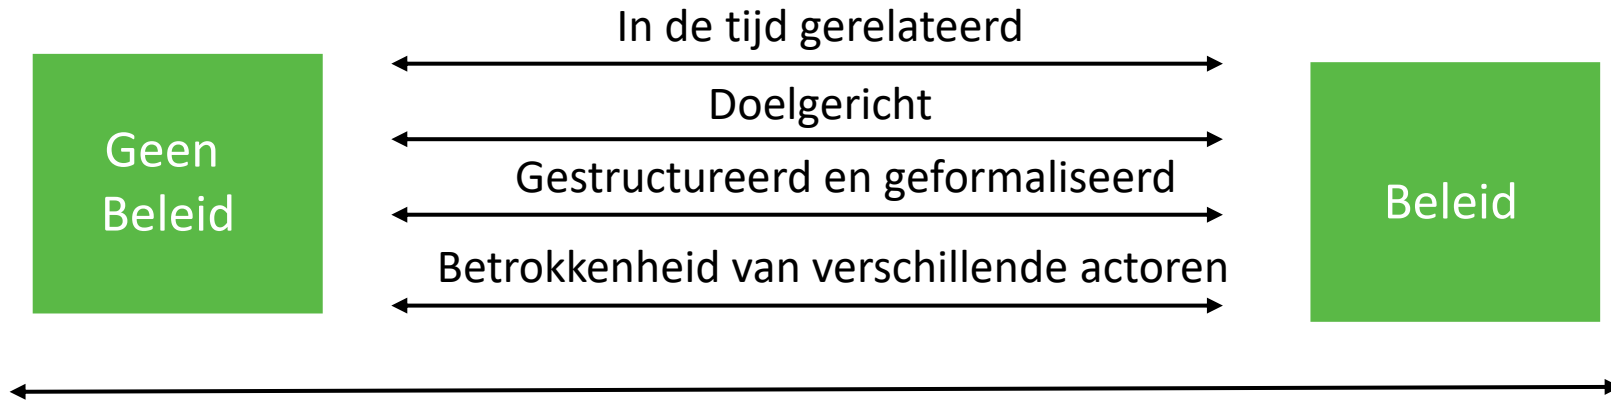 In de tijd gerelateerd
Doelgericht
Geen
Beleid
Gestructureerd en geformaliseerd
Beleid
Betrokkenheid van verschillende actoren